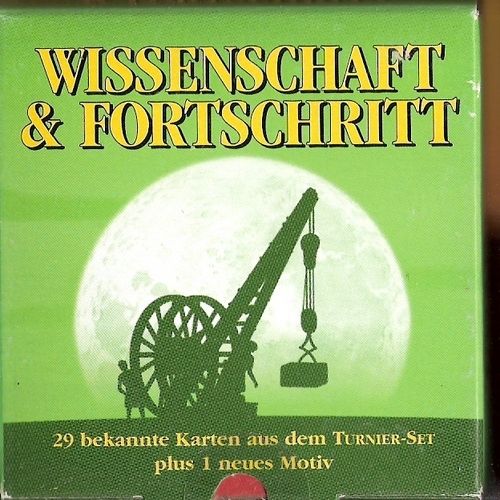 WISSENSCHAFT
& FORTSCHRITT
29 bekannte Karten aus dem TURNIER-SET
plus 1 neues Motiv